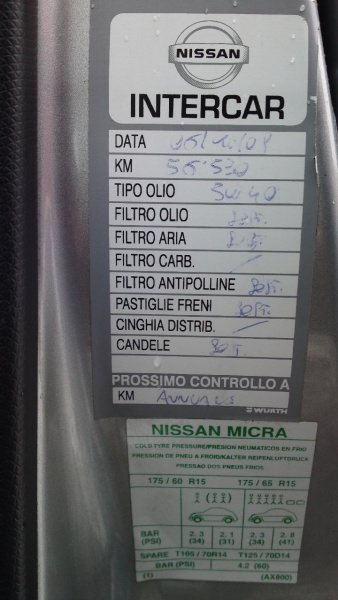 NISSAN
INTERCAR
DATA
KM 55530
TIPO OLIO 5W40
FILTRO OLIO
FILTRO ARIA
FILTRO CARB. /
FILTRO ANTIPOLLINE
PASTIGLIE FRENI
CINGHIA DISTRIB. /
CANDELE
PROSSIMO CONTROLLO A
KM ANNUALE
WÜRTH
NISSAN MICRA
COLD TYRE PRESSURE/PRESION NEUMATICOS EN FRIO
PRESSION DE PNEU A FROID/KALTER REIFENLUFTDRUCK
PRESSAO DOS PNEUS FRIOS
175/60 R15 175/65 R15
BAR 2.3 2.1 2.3 2.8
(PSI) (34) (31) (34) (41)
SPARE T105/70R14 T125/70D14
BAR (PSI) 4.2 (60)
(1) (AX800)